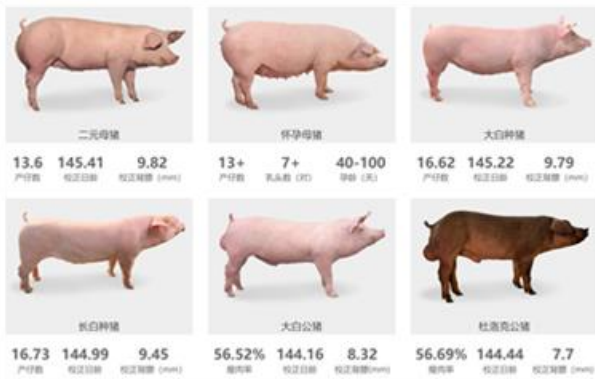 二元母猪 怀孕母猪 大白种猪
13.6 145.41 9.82 13+ 7+ 40-100 16.62 145.22 9.79
产仔数 校正日龄 校正背膘 (mm) 产仔数 乳头数 (对) 孕龄 (天) 产仔数 校正日龄 校正背膘 (mm)
长白种猪 大白公猪 杜洛克公猪
16.73 144.99 9.45 56.52% 144.16 8.32 56.69% 144.44 7.7
产仔数 校正日龄 校正背膘(mm) 瘦肉率 校正日龄 校正背膘(mm) 瘦肉率 校正日龄 校正背膘 (mm)